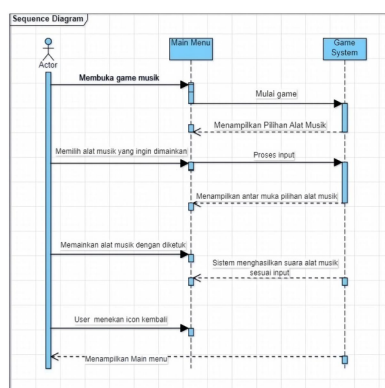 Sequence Diagram
Main Menu
Game
System
Actor
Membuka game musik
Mulai game
Menampilkan Pilihan Alat Musik
Memilih alat musik yang ingin dimainkan
Proses input
Menampilkan antar muka pilihan alat musik
Memainkan alat musik dengan diketuk
Sistem menghasilkan suara alat musik
sesuai input
User menekan icon kembali
Menampilkan Main menu